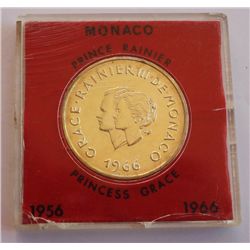 MONACO
PRINCE RAINIER
GRACE · RAINIER III · DE · MONACO
1966
PRINCESS GRACE
1956 1966